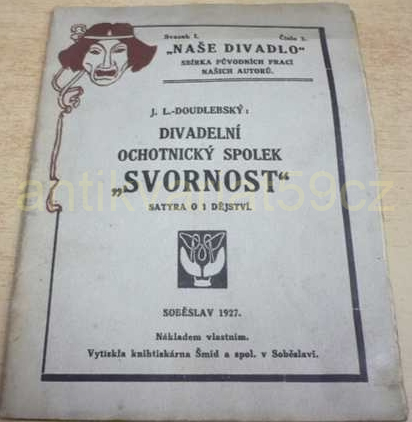 Svazek I. Číslo 1.
„NAŠE DIVADLO“
SBÍRKA PŮVODNÍCH PRACÍ
NAŠICH AUTORŮ.
J. L.-DOUDLEBSKÝ:
DIVADELNÍ
OCHOTNICKÝ SPOLEK
„SVORNOST“
SATYRA O 1 DĚJSTVÍ.
SOBĚSLAV 1927.
Nákladem vlastním.
Vytiskla knihtiskárna Šmíd a spol. v Soběslavi.